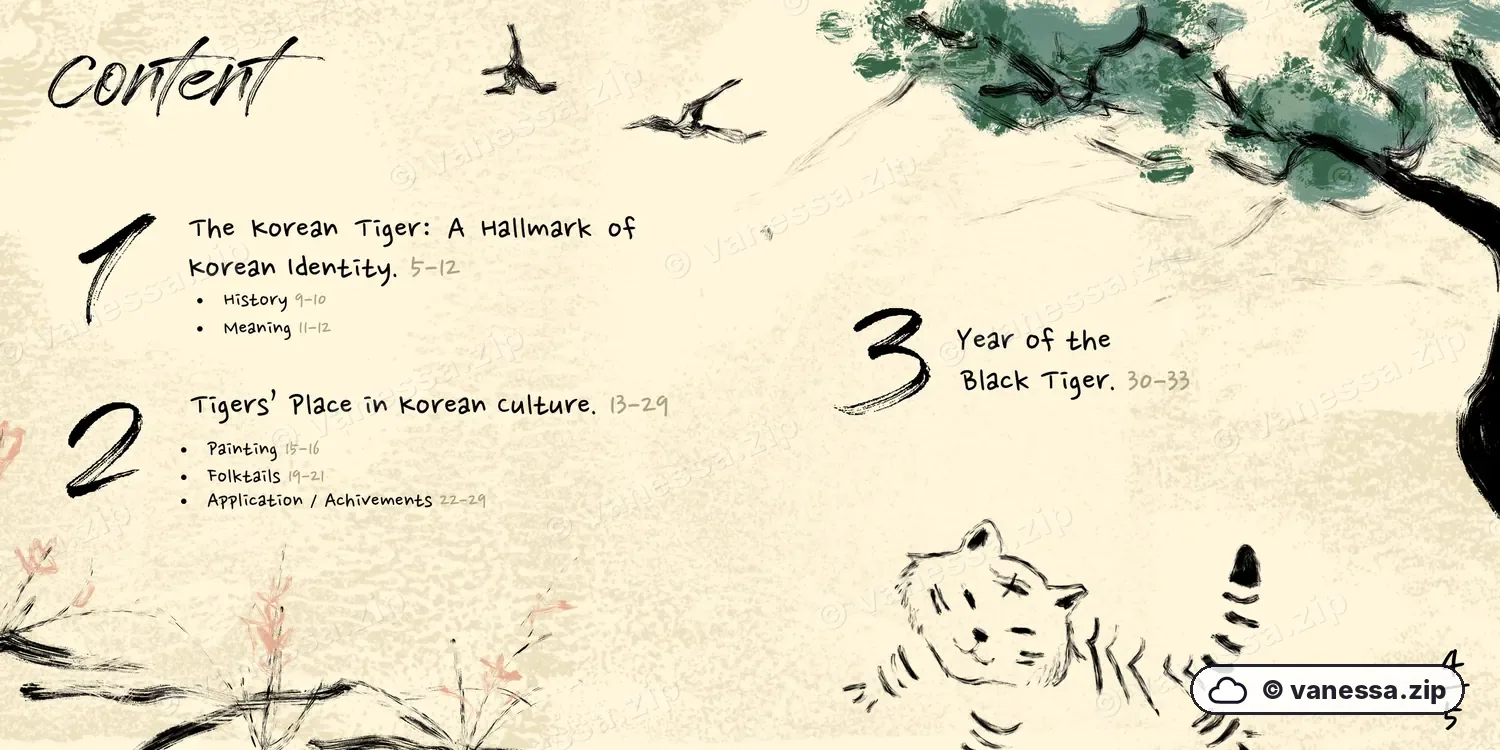 content
1
The Korean Tiger: A Hallmark of
Korean Identity. 5-12
• History 9-10
• Meaning 11-12
2
Tigers' Place in Korean Culture. 13-29
• Painting 15-16
• Folktails 19-21
• Application / Achivements 22-29
3
Year of the
Black Tiger. 30-33
4
5
© vanessa.zip